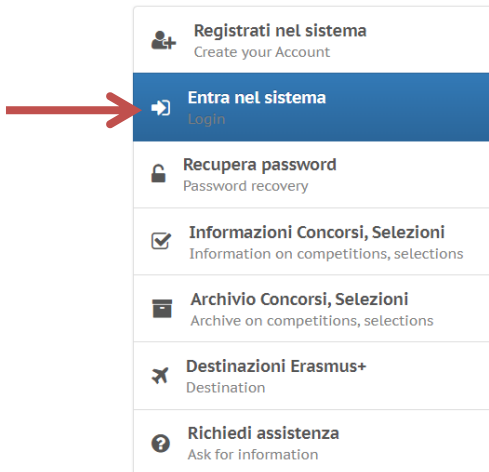 Registrati nel sistema
Create your Account
Entra nel sistema
Login
Recupera password
Password recovery
Informazioni Concorsi, Selezioni
Information on competitions, selections
Archivio Concorsi, Selezioni
Archive on competitions, selections
Destinazioni Erasmus+
Destination
Richiedi assistenza
Ask for information